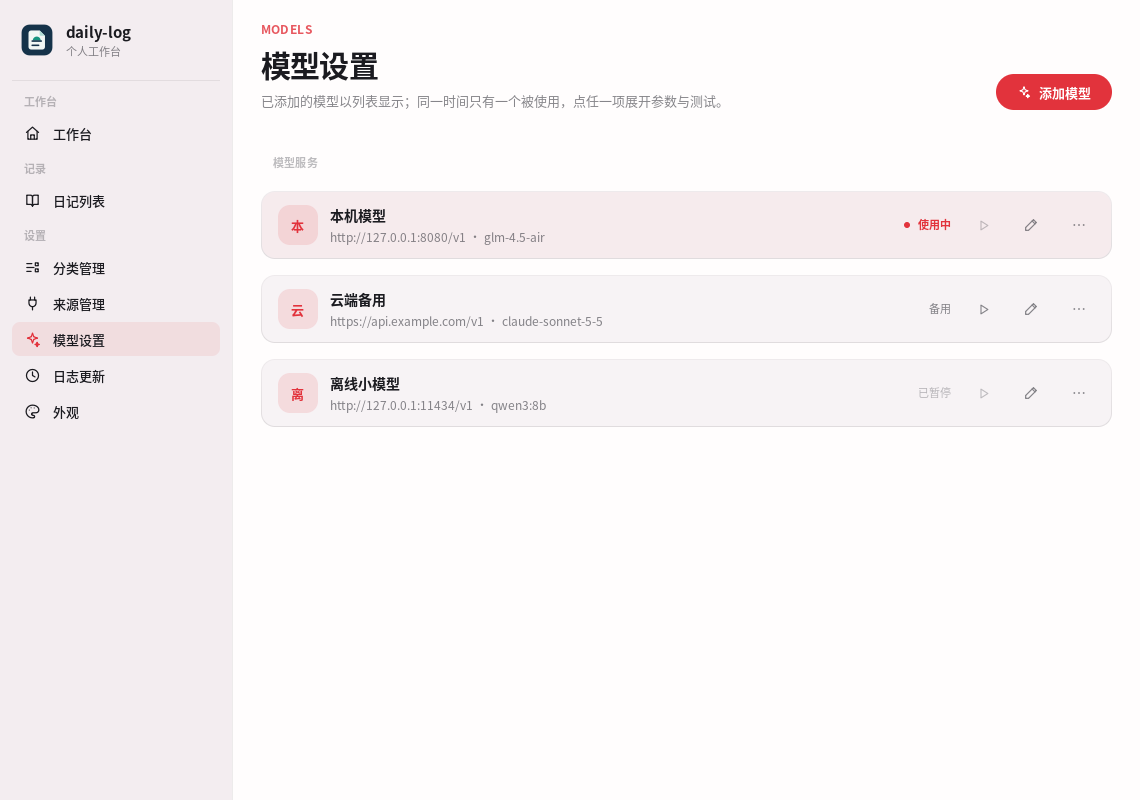 daily-log
个人工作台
工作台
工作台
记录
日记列表
设置
分类管理
来源管理
模型设置
日志更新
外观
MODELS
模型设置
已添加的模型以列表显示；同一时间只有一个被使用，点任一项展开参数与测试。
添加模型
模型服务
本
本机模型
http://127.0.0.1:8080/v1 · glm-4.5-air
使用中
云
云端备用
https://api.example.com/v1 · claude-sonnet-5-5
备用
离
离线小模型
http://127.0.0.1:11434/v1 · qwen3:8b
已暂停